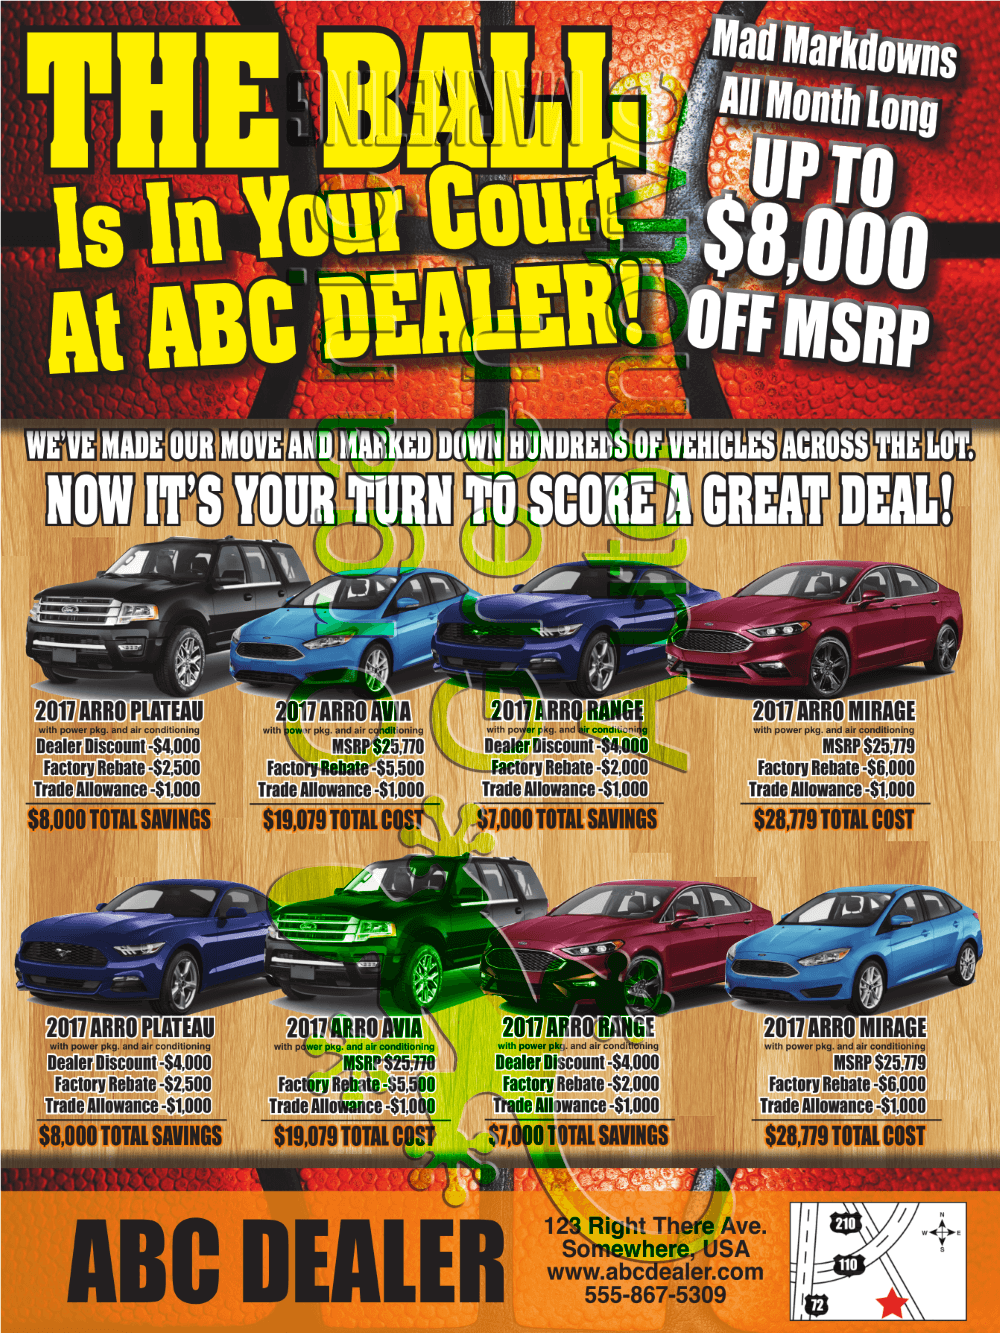 THE BALL
Is In Your Court
At ABC DEALER!
Mad Markdowns
All Month Long
UP TO
$8,000
OFF MSRP
MARKETING
Organic
Green
Automotive
WE'VE MADE OUR MOVE AND MARKED DOWN HUNDREDS OF VEHICLES ACROSS THE LOT.
NOW IT'S YOUR TURN TO SCORE A GREAT DEAL!
2017 ARRO PLATEAU
with power pkg. and air conditioning
Dealer Discount -$4,000
Factory Rebate -$2,500
Trade Allowance -$1,000
$8,000 TOTAL SAVINGS
2017 ARRO AVIA
with power pkg. and air conditioning
MSRP $25,770
Factory Rebate -$5,500
Trade Allowance -$1,000
$19,079 TOTAL COST
2017 ARRO RANGE
with power pkg. and air conditioning
Dealer Discount -$4,000
Factory Rebate -$2,000
Trade Allowance -$1,000
$7,000 TOTAL SAVINGS
2017 ARRO MIRAGE
with power pkg. and air conditioning
MSRP $25,779
Factory Rebate -$6,000
Trade Allowance -$1,000
$28,779 TOTAL COST
2017 ARRO PLATEAU
with power pkg. and air conditioning
Dealer Discount -$4,000
Factory Rebate -$2,500
Trade Allowance -$1,000
$8,000 TOTAL SAVINGS
2017 ARRO AVIA
with power pkg. and air conditioning
MSRP $25,779
Factory Rebate -$5,500
Trade Allowance -$1,000
$19,079 TOTAL COST
2017 ARRO RANGE
with power pkg. and air conditioning
Dealer Discount -$4,000
Factory Rebate -$2,000
Trade Allowance -$1,000
$7,000 TOTAL SAVINGS
2017 ARRO MIRAGE
with power pkg. and air conditioning
MSRP $25,779
Factory Rebate -$6,000
Trade Allowance -$1,000
$28,779 TOTAL COST
ABC DEALER
123 Right There Ave.
Somewhere, USA
www.abcdealer.com
555-867-5309
210
110
72
N
W E
S